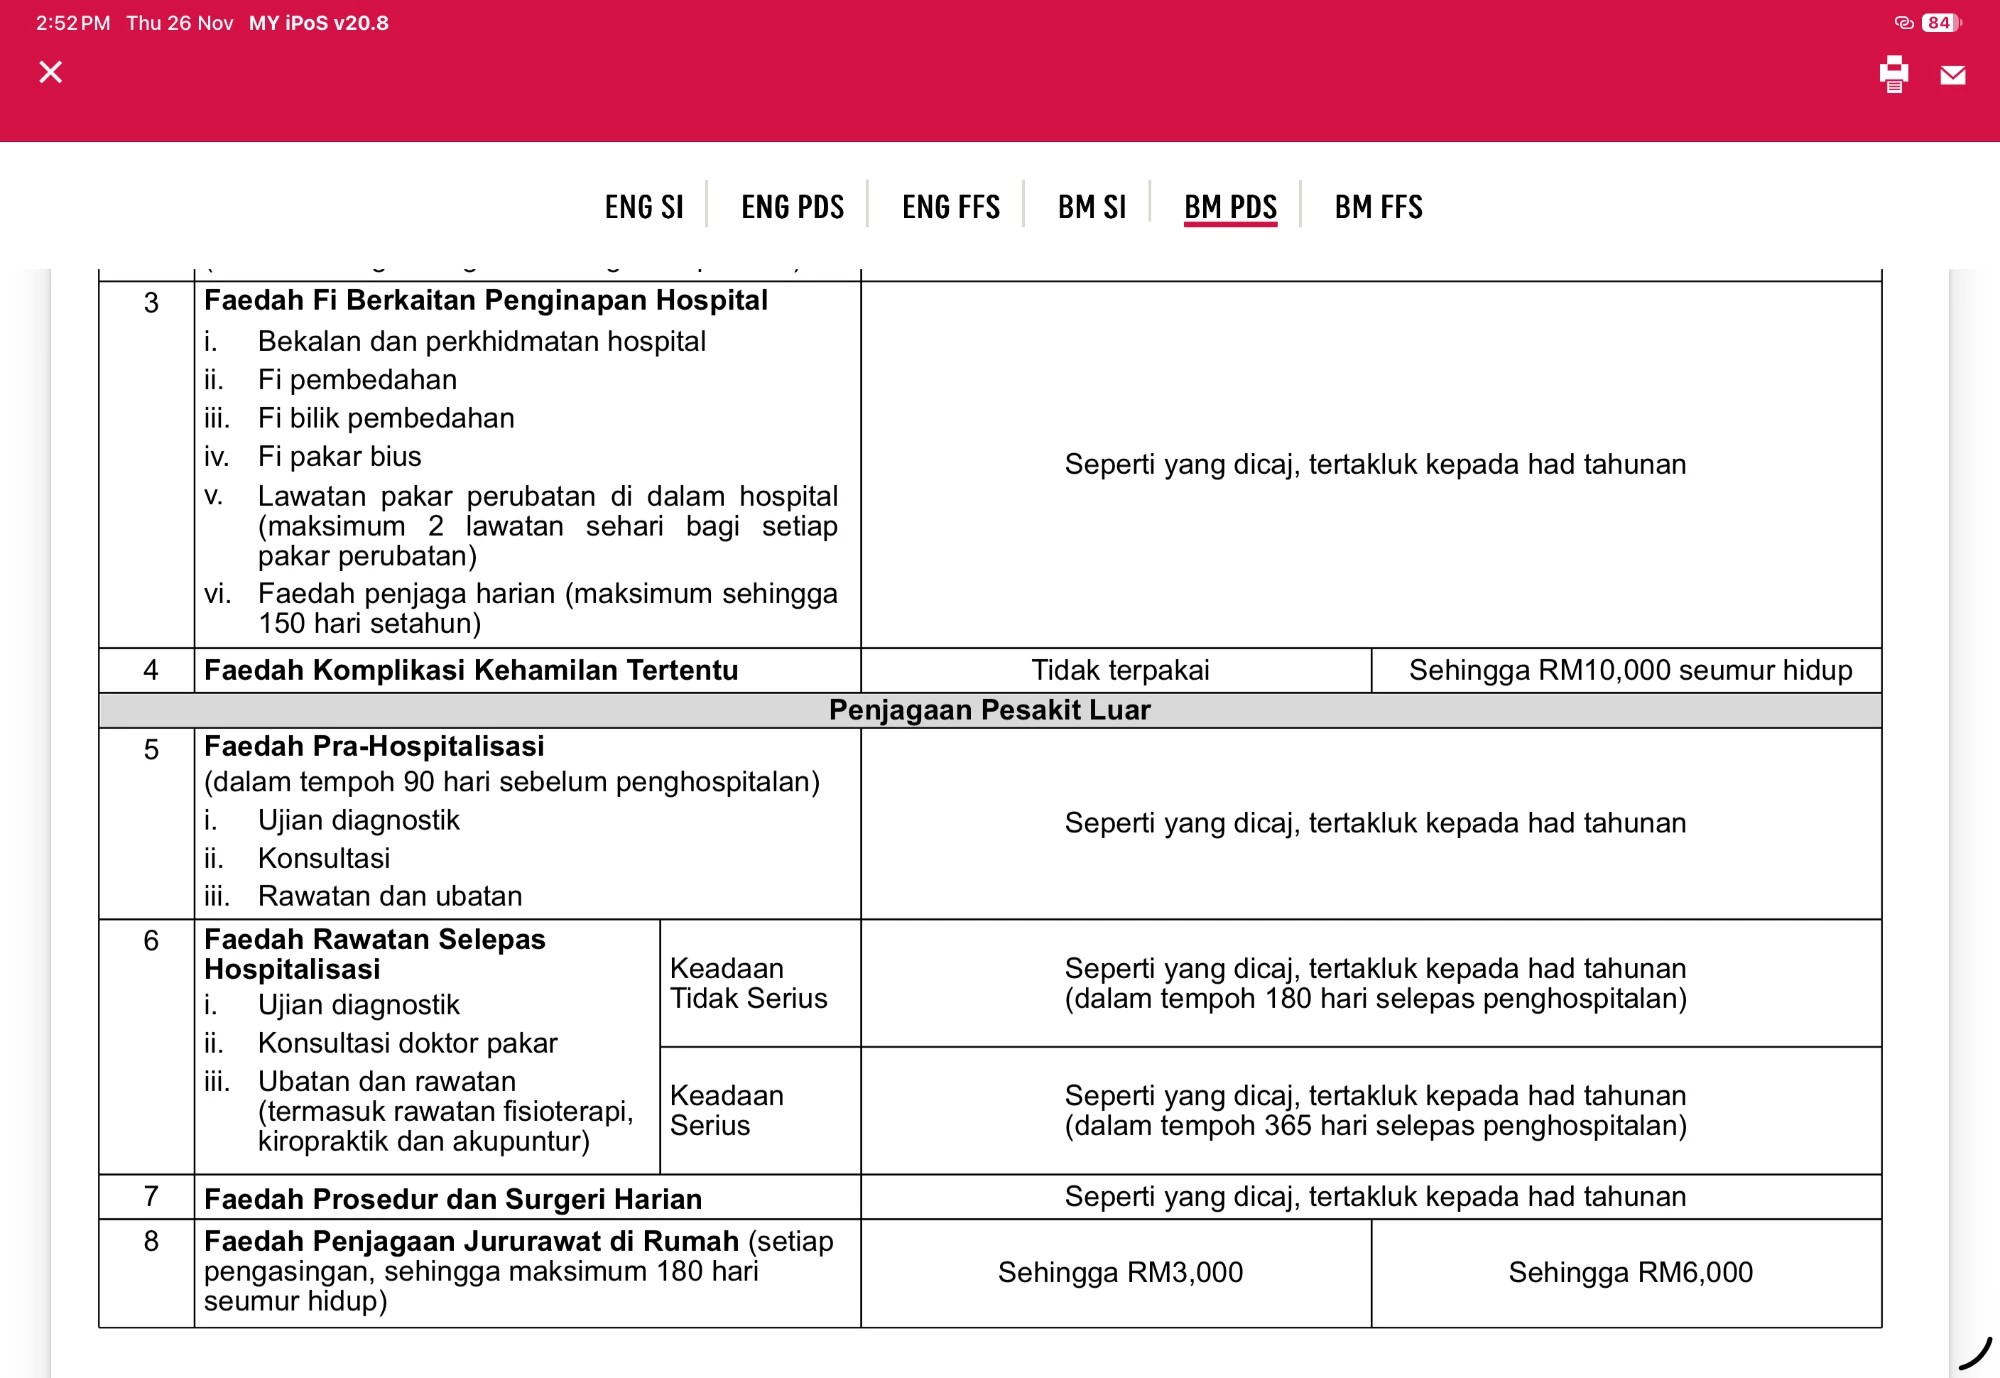 2:52 PM Thu 26 Nov MY iPoS v20.8
84
ENG SI
ENG PDS
ENG FFS
BM SI
BM PDS
BM FFS
3
Faedah Fi Berkaitan Penginapan Hospital
i. Bekalan dan perkhidmatan hospital
ii. Fi pembedahan
iii. Fi bilik pembedahan
iv. Fi pakar bius
v. Lawatan pakar perubatan di dalam hospital
(maksimum 2 lawatan sehari bagi setiap
pakar perubatan)
vi. Faedah penjaga harian (maksimum sehingga
150 hari setahun)
Seperti yang dicaj, tertakluk kepada had tahunan
4
Faedah Komplikasi Kehamilan Tertentu
Tidak terpakai
Sehingga RM10,000 seumur hidup
Penjagaan Pesakit Luar
5
Faedah Pra-Hospitalisasi
(dalam tempoh 90 hari sebelum penghospitalan)
i. Ujian diagnostik
ii. Konsultasi
iii. Rawatan dan ubatan
Seperti yang dicaj, tertakluk kepada had tahunan
6
Faedah Rawatan Selepas
Hospitalisasi
i. Ujian diagnostik
ii. Konsultasi doktor pakar
iii. Ubatan dan rawatan
(termasuk rawatan fisioterapi,
kiropraktik dan akupuntur)
Keadaan
Tidak Serius
Seperti yang dicaj, tertakluk kepada had tahunan
(dalam tempoh 180 hari selepas penghospitalan)
Keadaan
Serius
Seperti yang dicaj, tertakluk kepada had tahunan
(dalam tempoh 365 hari selepas penghospitalan)
7
Faedah Prosedur dan Surgeri Harian
Seperti yang dicaj, tertakluk kepada had tahunan
8
Faedah Penjagaan Jururawat di Rumah (setiap
pengasingan, sehingga maksimum 180 hari
seumur hidup)
Sehingga RM3,000
Sehingga RM6,000